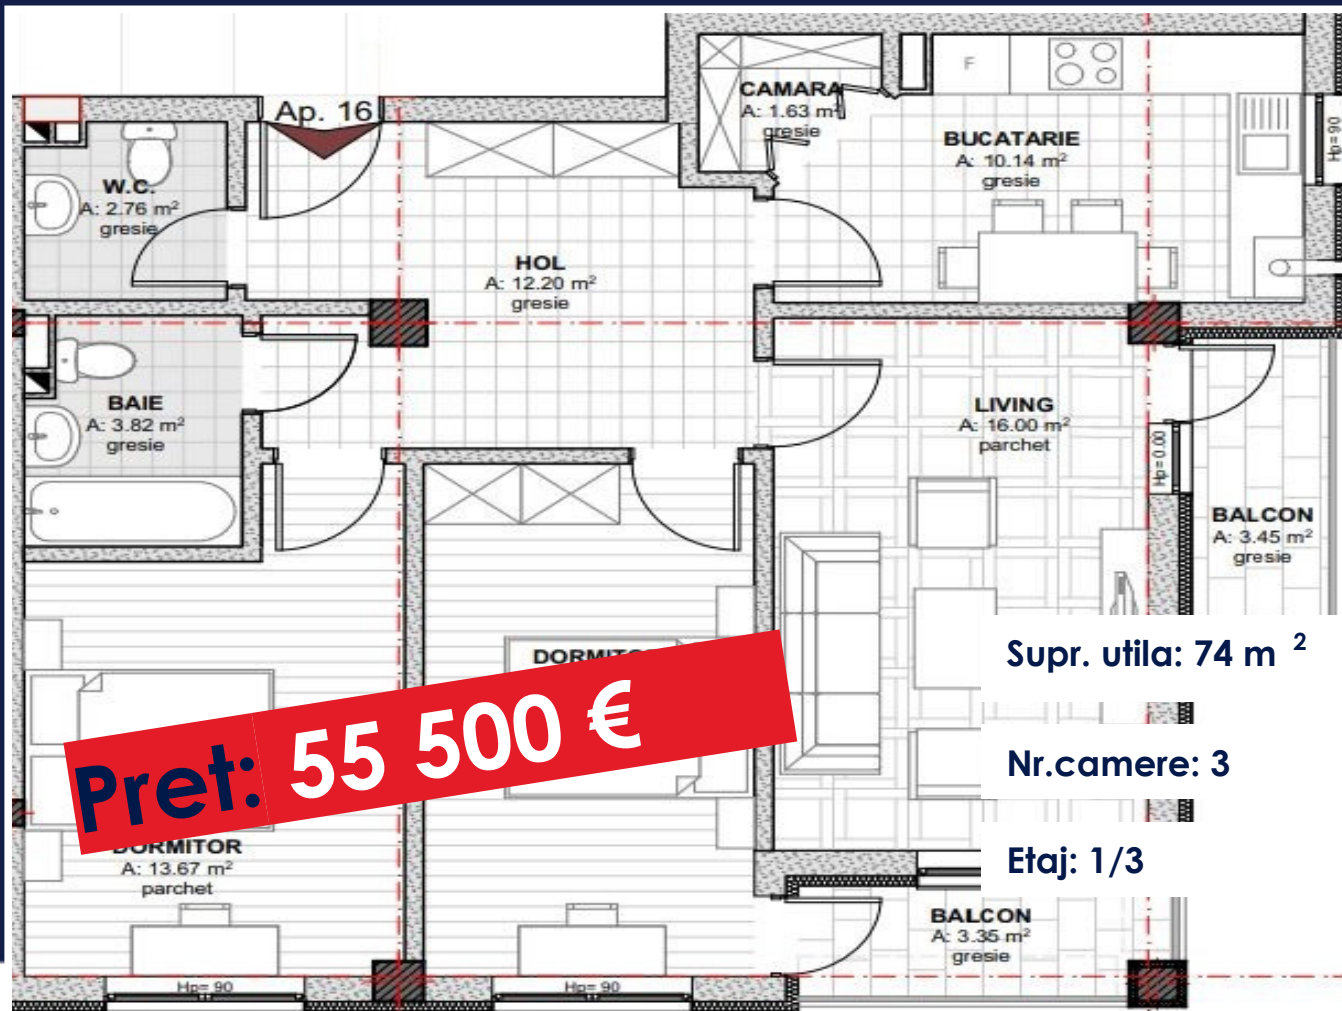 Ap. 16
CAMARA
A: 1.63 m²
gresie
F
BUCATARIE
A: 10.14 m²
gresie
Hp= 90
W.C.
A: 2.76 m²
gresie
HOL
A: 12.20 m²
gresie
BAIE
A: 3.82 m²
gresie
LIVING
A: 16.00 m²
parchet
Hp= 0.00
BALCON
A: 3.45 m²
gresie
Supr. utila: 74 m ²
Nr.camere: 3
Etaj: 1/3
Pret: 55 500 €
DORMITOR
A: 13.67 m²
parchet
BALCON
A: 3.35 m²
gresie
Hp= 90
Hp= 90